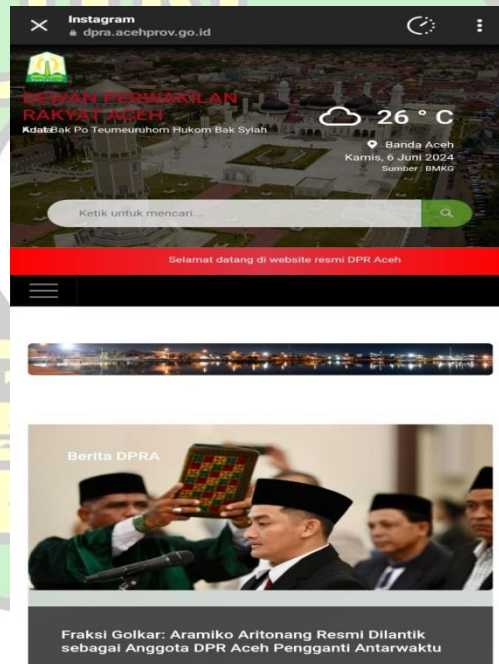 Instagram
dpra.acehprov.go.id
DEWAN PERWAKILAN
RAKYAT ACEH
Bak Po Teumeuruhom Hukom Bak Syiah
26 ° C
Banda Aceh
Kamis, 6 Juni 2024
Sumber : BMKG
Ketik untuk mencari...
Selamat datang di website resmi DPR Aceh
Berita DPRA
Fraksi Golkar: Aramiko Aritonang Resmi Dilantik
sebagai Anggota DPR Aceh Pengganti Antarwaktu